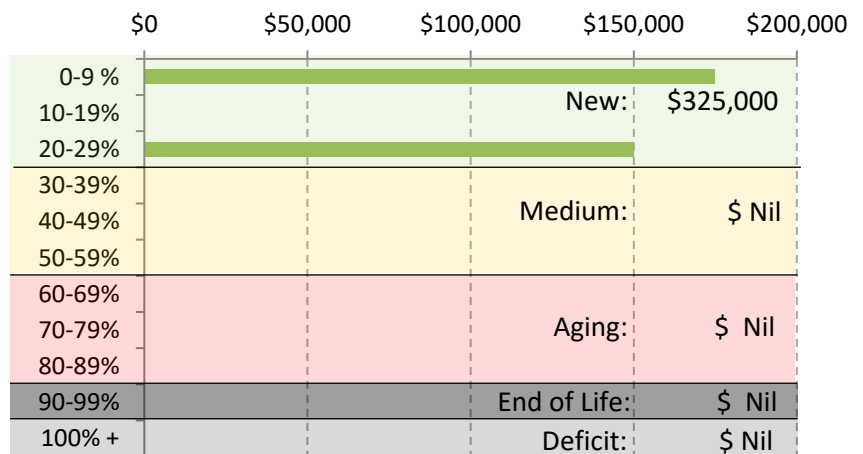 $0 $50,000 $100,000 $150,000 $200,000
0-9 %
New: $325,000
10-19%
20-29%
30-39%
Medium: $ Nil
40-49%
50-59%
60-69%
Aging: $ Nil
70-79%
80-89%
90-99% End of Life: $ Nil
100% + Deficit: $ Nil